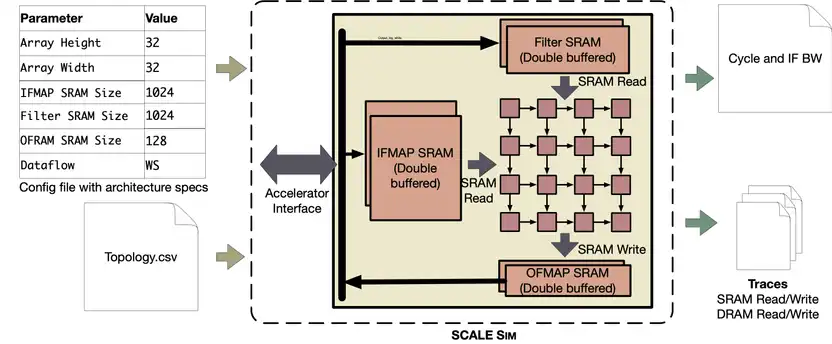 Parameter Value
Array Height 32
Array Width 32
IFMAP SRAM Size 1024
Filter SRAM Size 1024
OFRAM SRAM Size 128
Dataflow WS
Config file with architecture specs
Topology.csv
Accelerator
Interface
Filter SRAM
(Double buffered)
SRAM Read
IFMAP SRAM
(Double
buffered)
SRAM
Read
SRAM Write
OFMAP SRAM
(Double buffered)
SCALE SIM
Cycle and IF BW
Traces
SRAM Read/Write
DRAM Read/Write